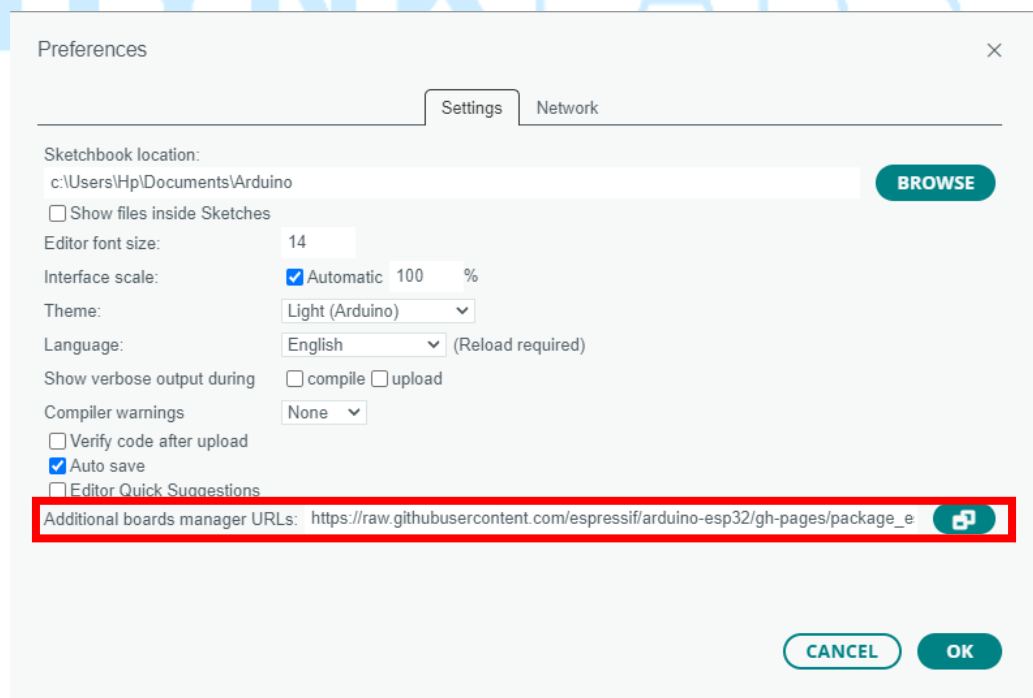 Preferences
Settings Network
Sketchbook location:
c:\Users\Hp\Documents\Arduino BROWSE
Show files inside Sketches
Editor font size: 14
Interface scale: Automatic 100 %
Theme: Light (Arduino)
Language: English (Reload required)
Show verbose output during compile upload
Compiler warnings None
Verify code after upload
Auto save
Editor Quick Suggestions
Additional boards manager URLs: https://raw.githubusercontent.com/espressif/arduino-esp32/gh-pages/package_e
CANCEL OK